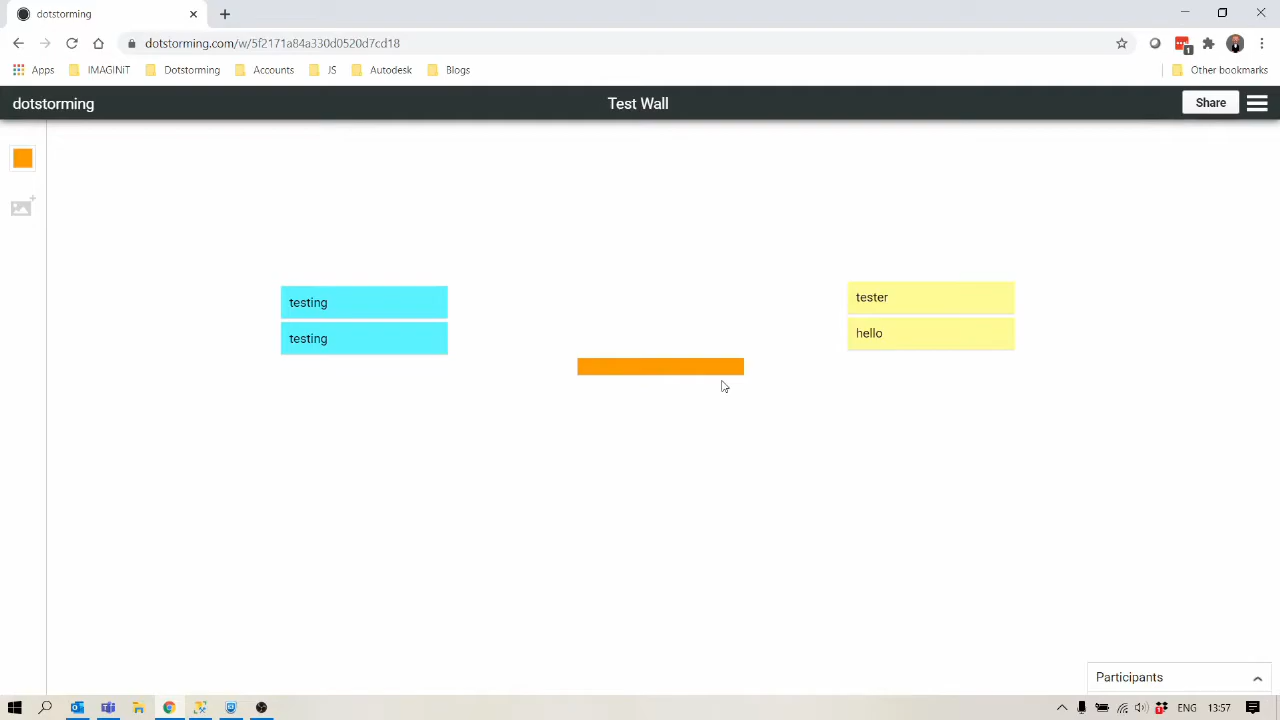 dotstorming
dotstorming.com/w/5f2171a84a330d0520d7cd18
1
Apps IMAGINiT Dotstorming Accounts JS Autodesk Blogs Other bookmarks
dotstorming Test Wall Share
testing
testing
tester
hello
Participants
ENG 13:57